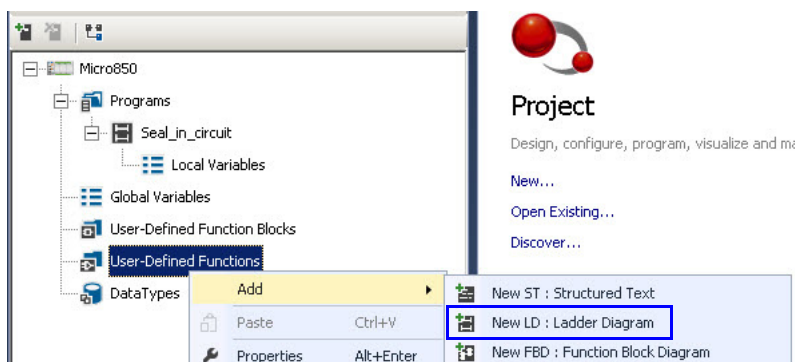 Micro850
Programs
Seal_in_circuit
Local Variables
Global Variables
User-Defined Function Blocks
User-Defined Functions
DataTypes
Add
Paste Ctrl+V
Properties Alt+Enter
New ST : Structured Text
New LD : Ladder Diagram
New FBD : Function Block Diagram
Project
Design, configure, program, visualize and ma
New...
Open Existing...
Discover...